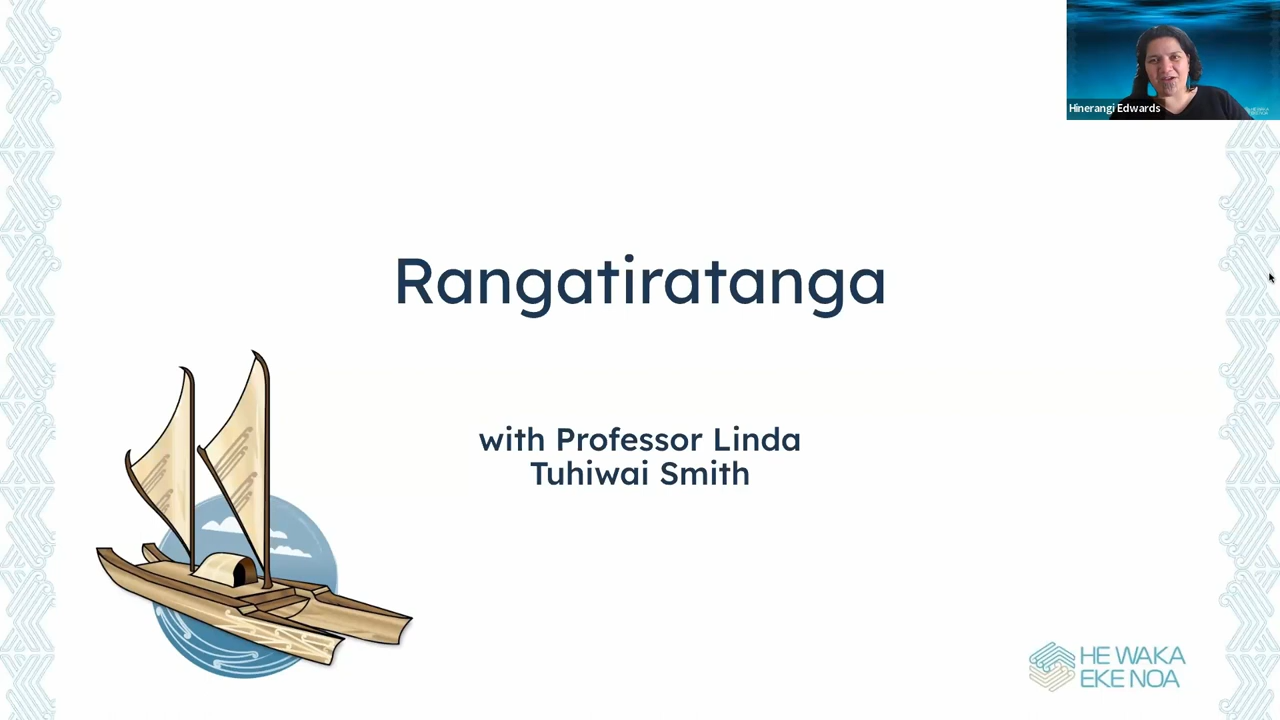 Hinerangi Edwards
Rangatiratanga
with Professor Linda
Tuhiwai Smith
HE WAKA
EKE NOA